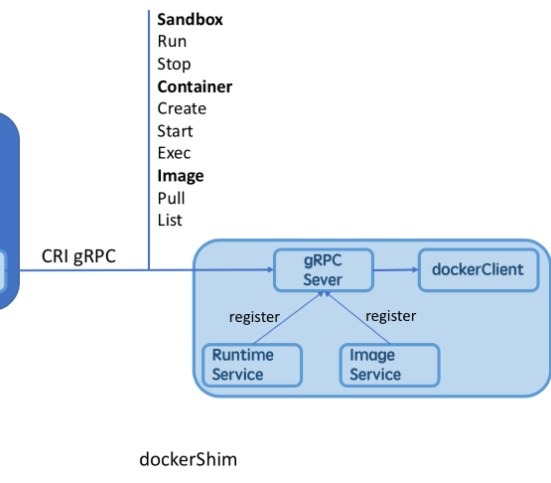 Sandbox
Run
Stop
Container
Create
Start
Exec
Image
Pull
List
CRI gRPC
gRPC
Sever
dockerClient
register
register
Runtime
Service
Image
Service
dockerShim